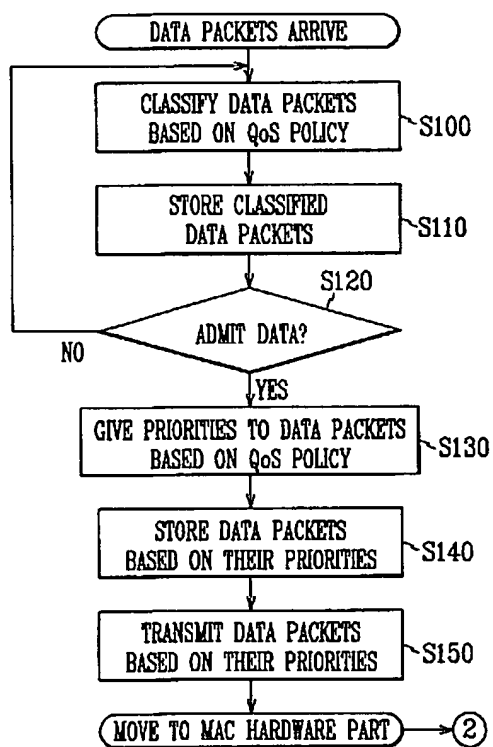 DATA PACKETS ARRIVE
CLASSIFY DATA PACKETS
BASED ON QoS POLICY
S100
STORE CLASSIFIED
DATA PACKETS
S110
S120
ADMIT DATA?
NO
YES
GIVE PRIORITIES TO DATA PACKETS
BASED ON QoS POLICY
S130
STORE DATA PACKETS
BASED ON THEIR PRIORITIES
S140
TRANSMIT DATA PACKETS
BASED ON THEIR PRIORITIES
S150
MOVE TO MAC HARDWARE PART
2